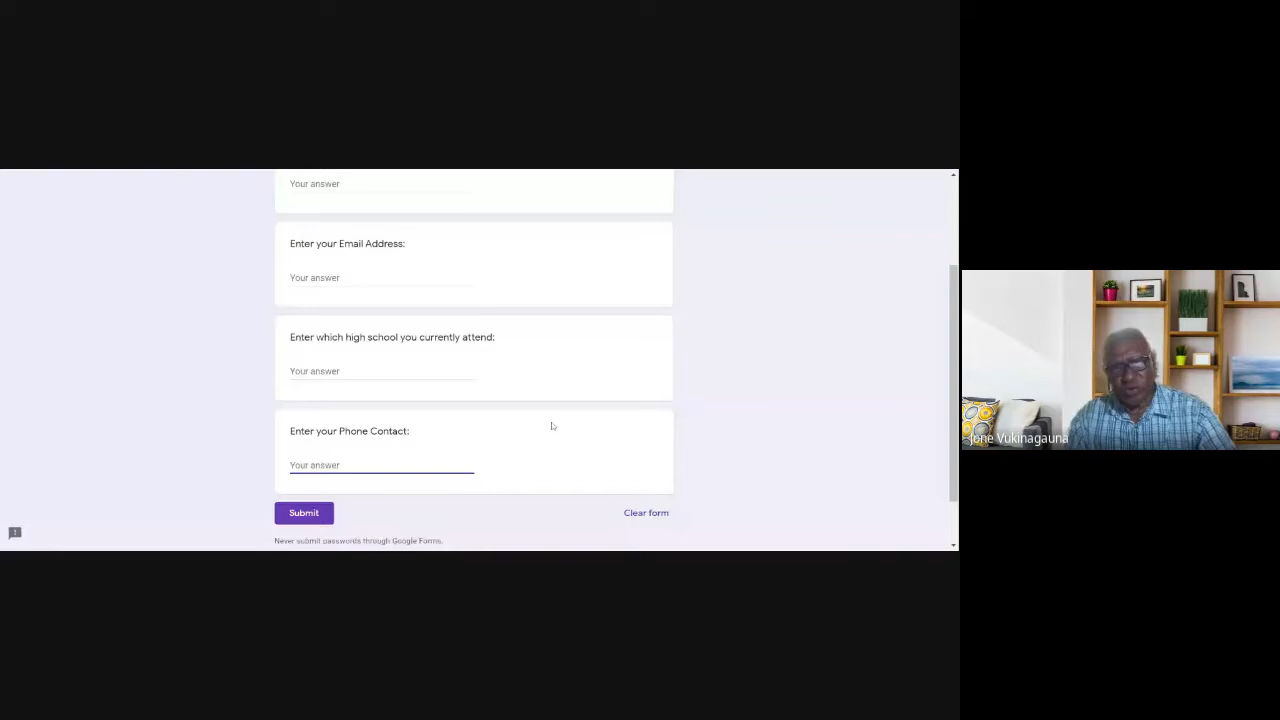 Your answer
Enter your Email Address:
Your answer
Enter which high school you currently attend:
Your answer
Enter your Phone Contact:
Your answer
Submit
Clear form
Never submit passwords through Google Forms.
Jone Vukinagauna